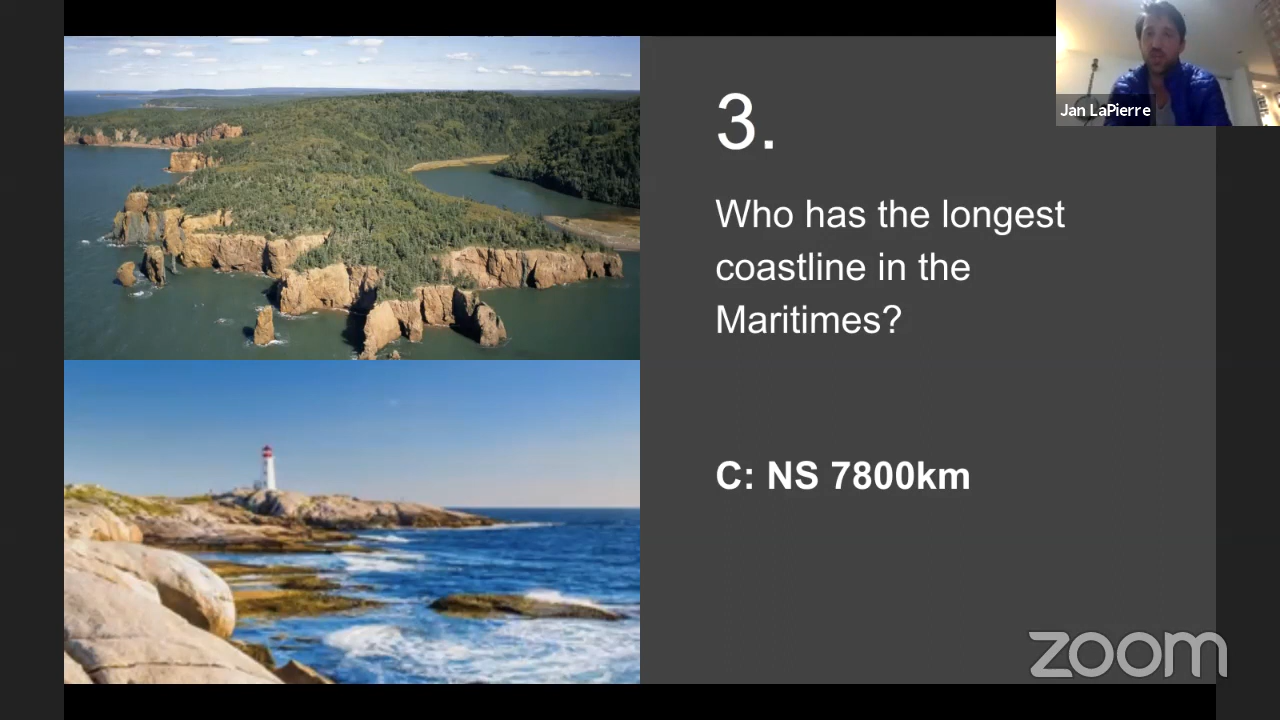 3.
Who has the longest
coastline in the
Maritimes?
C: NS 7800km
Jan LaPierre
zoom